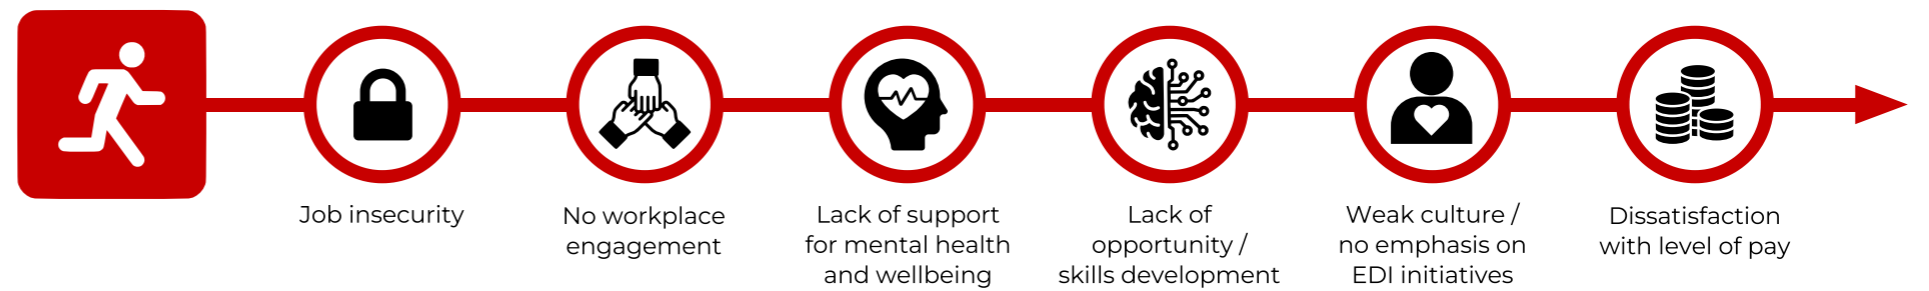 Job insecurity
No workplace
engagement
Lack of support
for mental health
and wellbeing
Lack of
opportunity /
skills development
Weak culture /
no emphasis on
EDI initiatives
Dissatisfaction
with level of pay